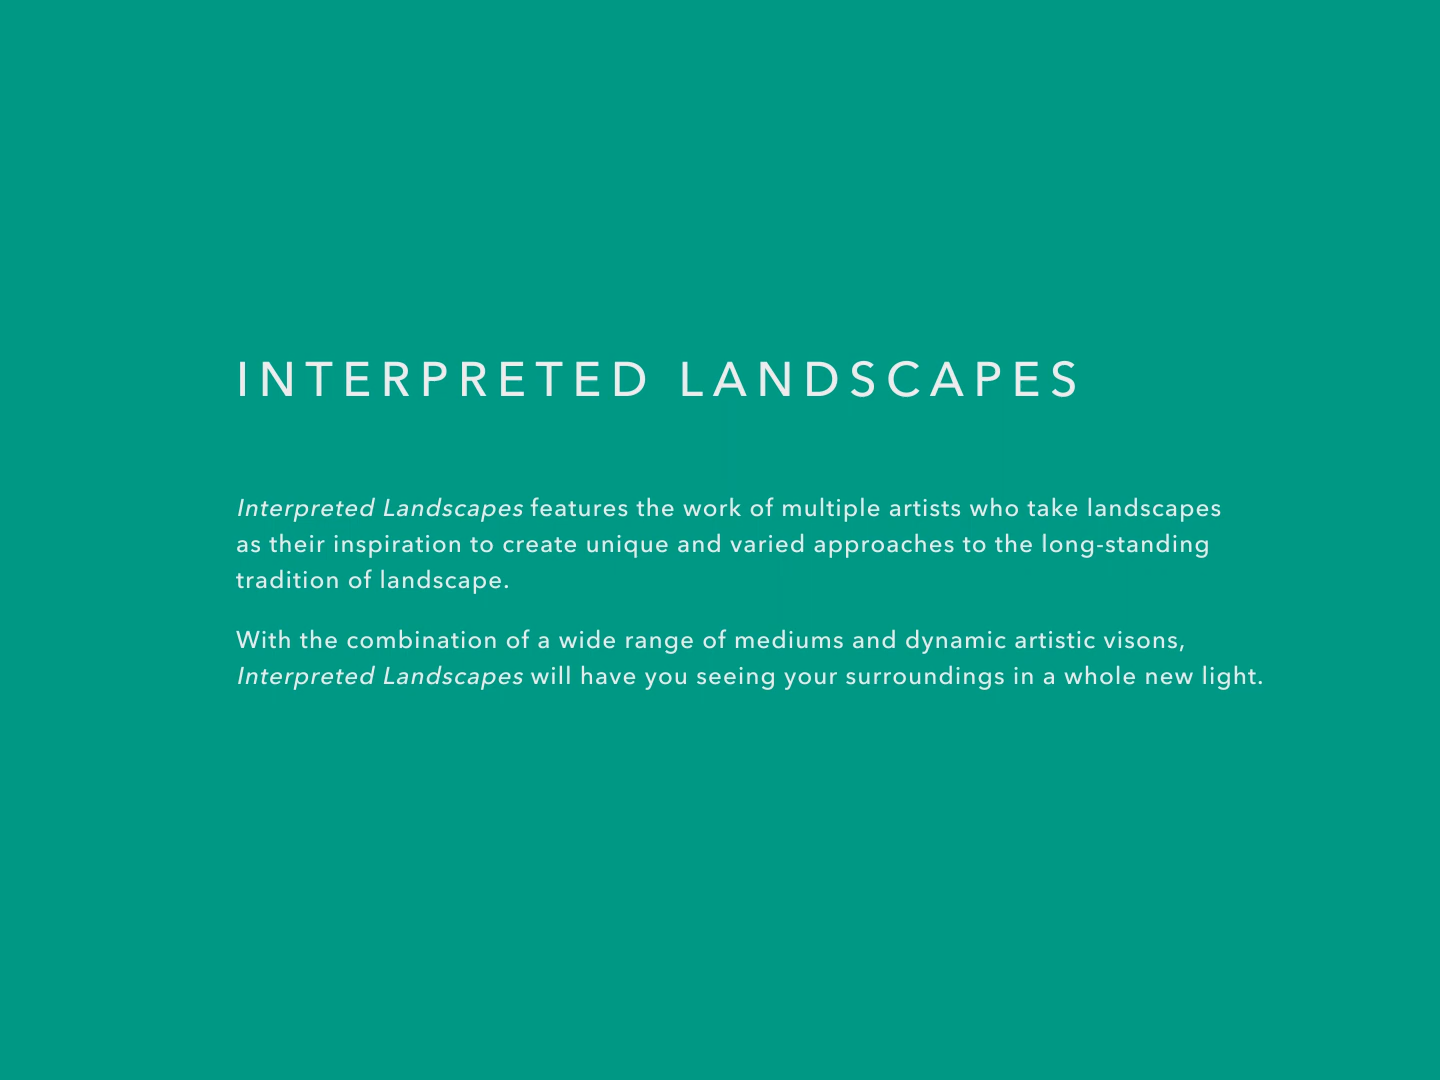 INTERPRETED LANDSCAPES
Interpreted Landscapes features the work of multiple artists who take landscapes
as their inspiration to create unique and varied approaches to the long-standing
tradition of landscape.
With the combination of a wide range of mediums and dynamic artistic visons,
Interpreted Landscapes will have you seeing your surroundings in a whole new light.